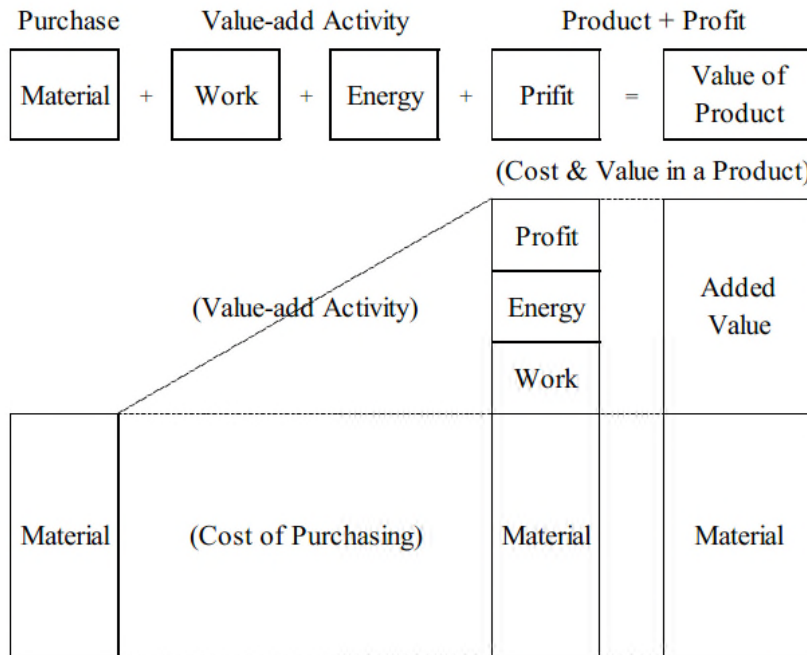 Purchase Value-add Activity Product + Profit
Material + Work + Energy + Prifit = Value of
Product
(Cost & Value in a Product)
Profit
(Value-add Activity) Energy Added
Value
Work
Material (Cost of Purchasing) Material Material